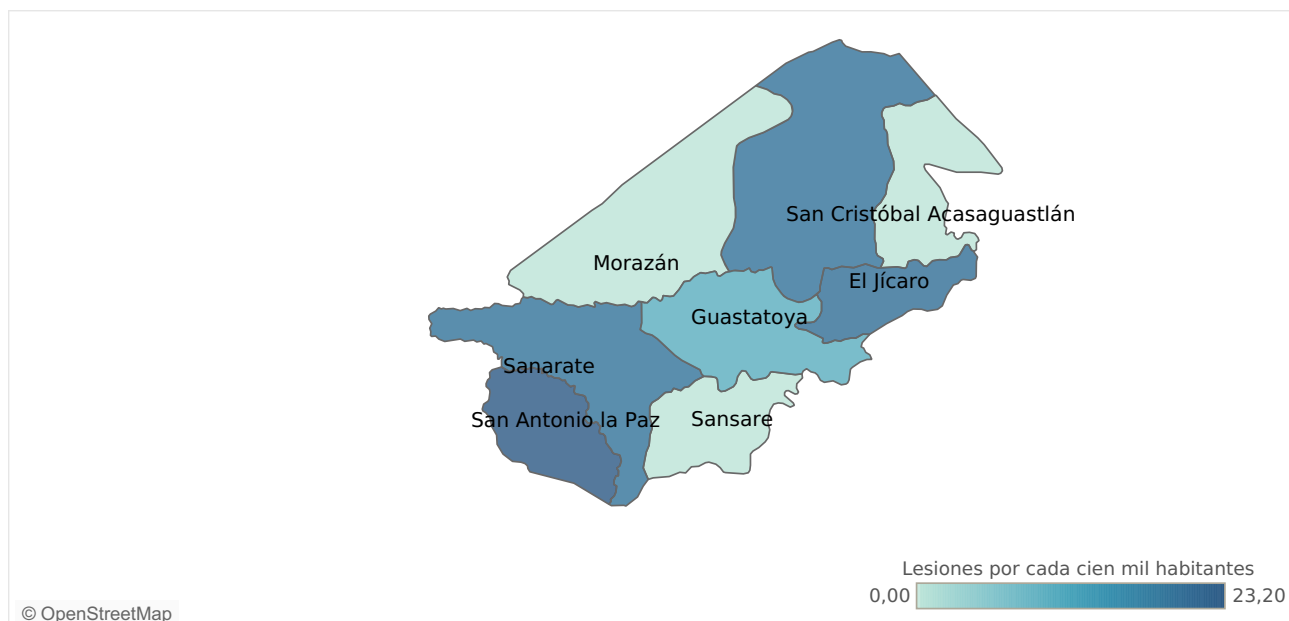 San Cristóbal Acasaguastlán
Morazán
El Jícaro
Guastatoya
Sanarate
San Antonio la Paz
Sansare
Lesiones por cada cien mil habitantes
0,00
23,20
© OpenStreetMap